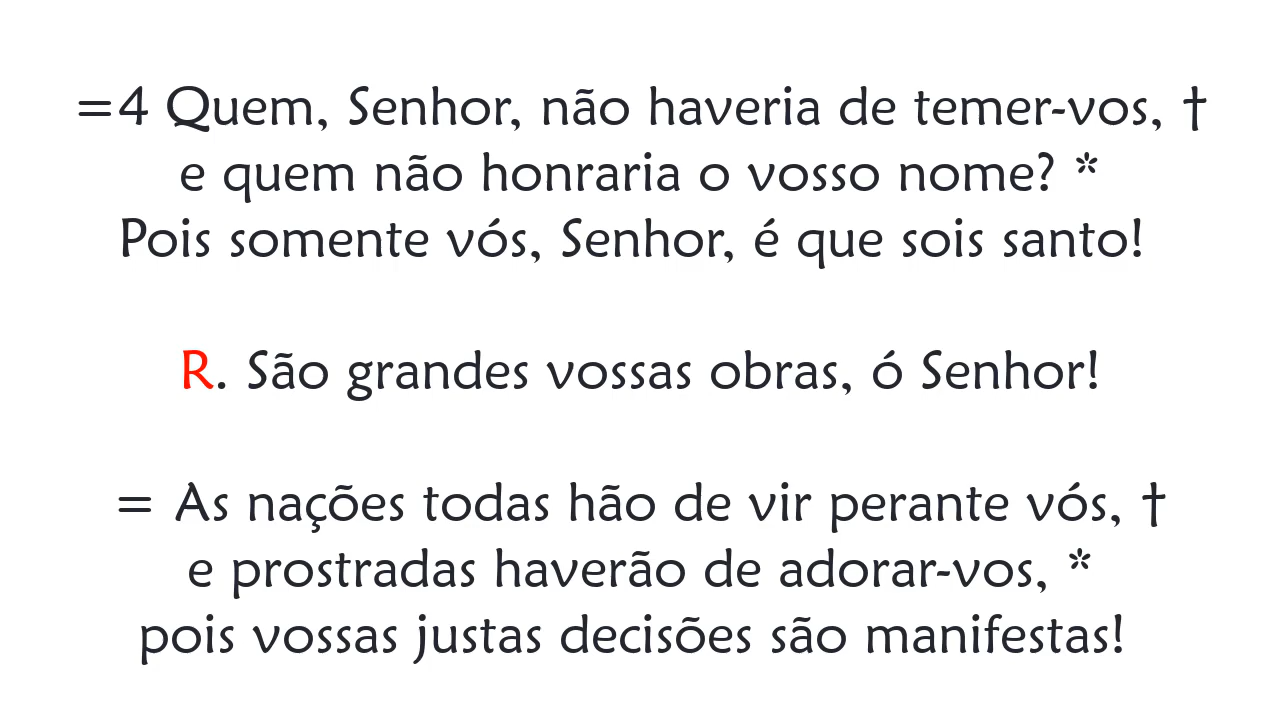 =4 Quem, Senhor, não haveria de temer-vos, †
e quem não honraria o vosso nome? *
Pois somente vós, Senhor, é que sois santo!
R. São grandes vossas obras, ó Senhor!
= As nações todas hão de vir perante vós, †
e prostradas haverão de adorar-vos, *
pois vossas justas decisões são manifestas!